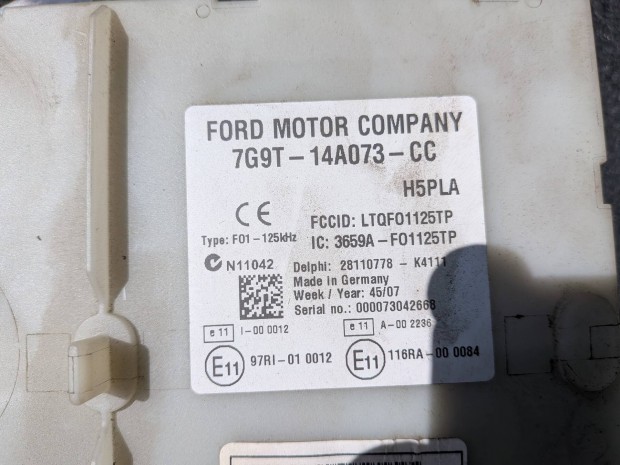 FORD MOTOR COMPANY
7G9T-14A073-CC
H5PLA
CE
FCCID: LTQFO1125TP
Type: FO1-125kHz
IC: 3659A-FO1125TP
N11042
Delphi: 28110778 - K4111
Made in Germany
Week / Year: 45/07
Serial no.: 000073042668
e 11 I-00 0012
e 11 A-00 2236
E11 97RI-01 0012
E11 116RA-00 0084